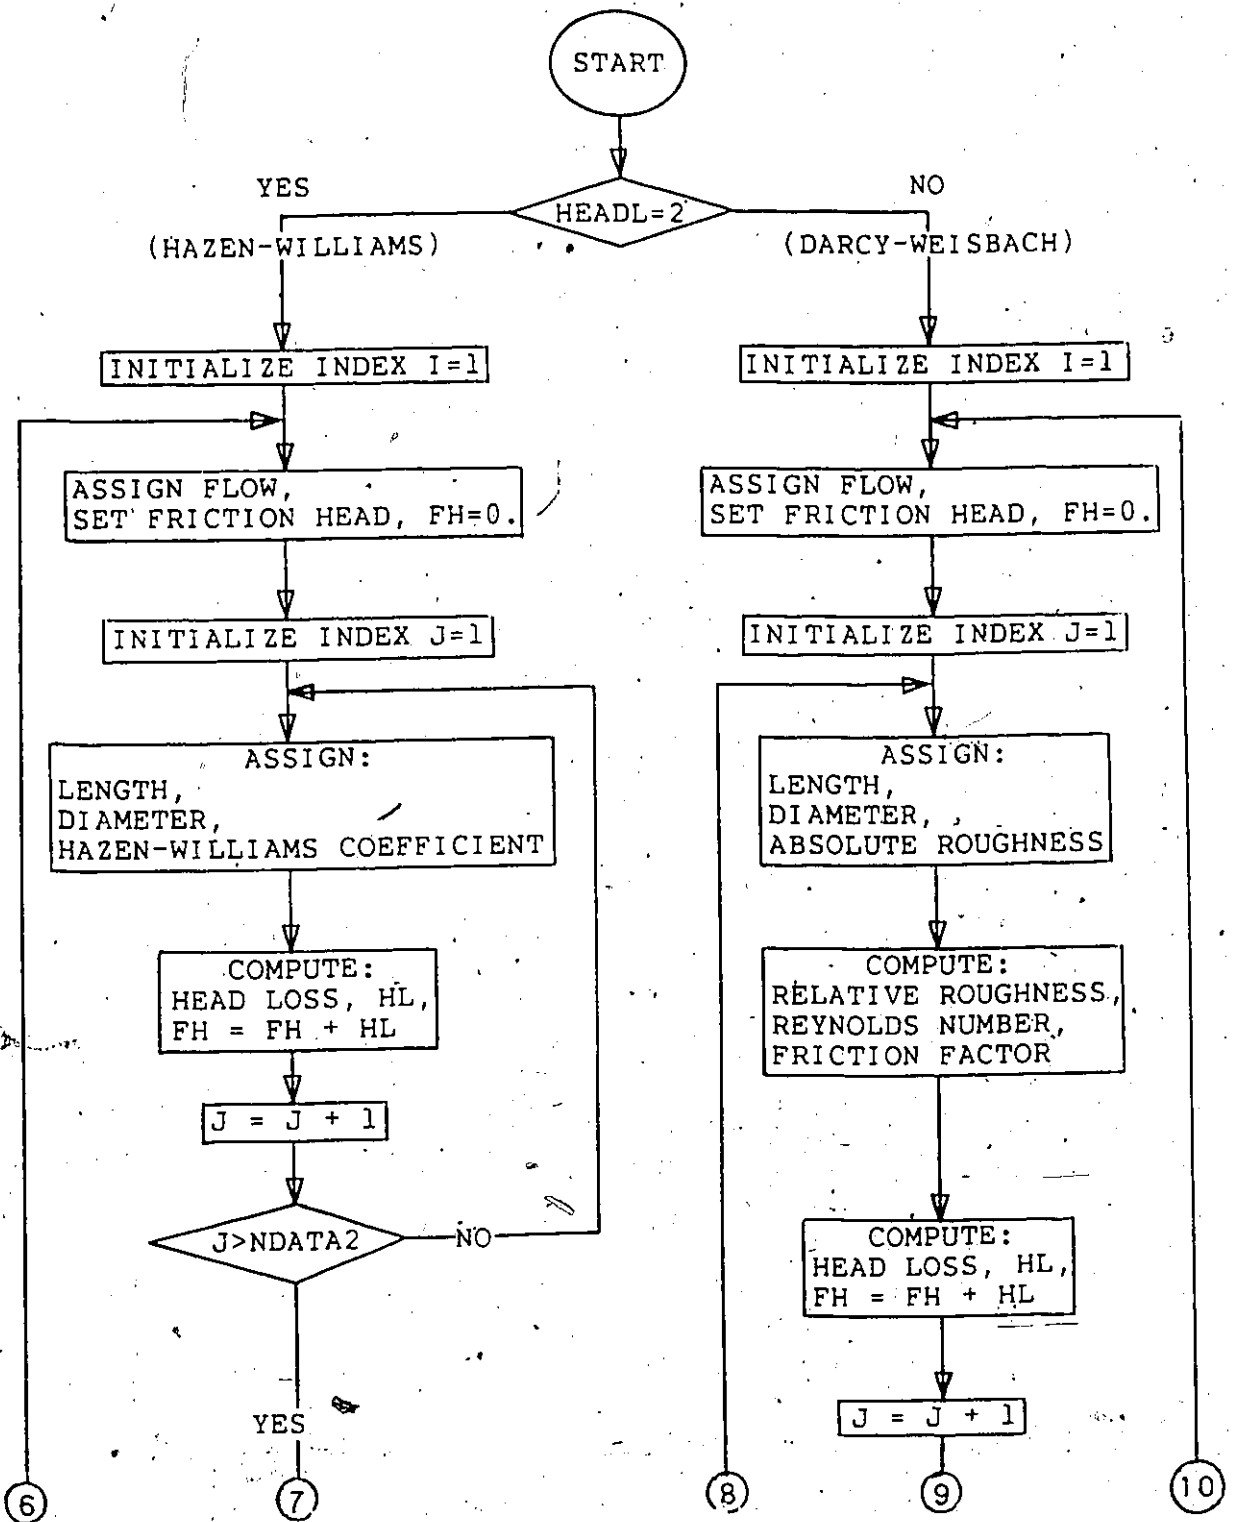 START
HEADL=2
YES
(HAZEN-WILLIAMS)
INITIALIZE INDEX I=1
ASSIGN FLOW,
SET FRICTION HEAD, FH=0.
INITIALIZE INDEX J=1
ASSIGN:
LENGTH,
DIAMETER,
HAZEN-WILLIAMS COEFFICIENT
COMPUTE:
HEAD LOSS, HL,
FH = FH + HL
J = J + 1
J>NDATA2
NO
YES
6
7
NO
(DARCY-WEISBACH)
INITIALIZE INDEX I=1
ASSIGN FLOW,
SET FRICTION HEAD, FH=0.
INITIALIZE INDEX J=1
ASSIGN:
LENGTH,
DIAMETER,
ABSOLUTE ROUGHNESS
COMPUTE:
RELATIVE ROUGHNESS,
REYNOLDS NUMBER,
FRICTION FACTOR
COMPUTE:
HEAD LOSS, HL,
FH = FH + HL
J = J + 1
8
9
10